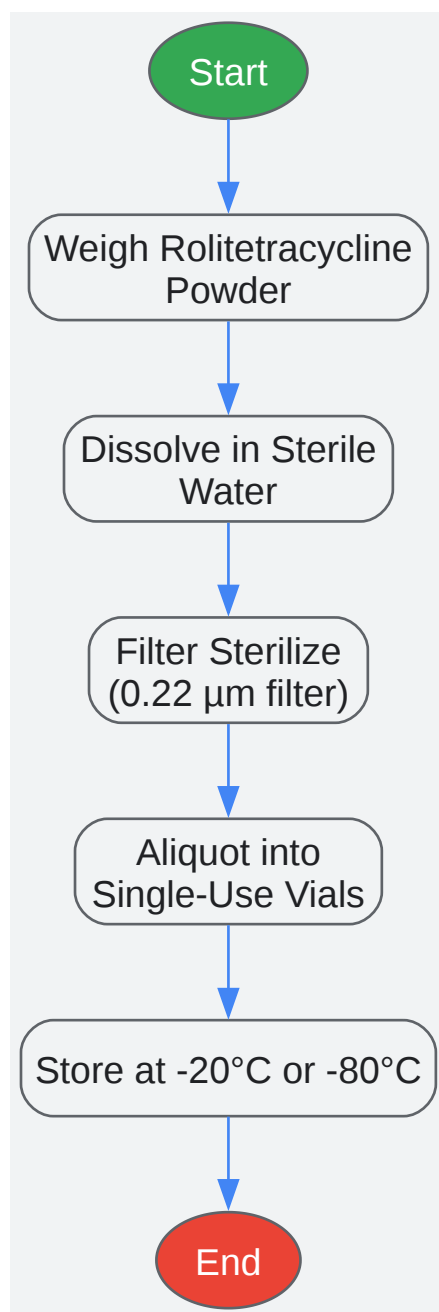 Start
Weigh Rolitetracycline
Powder
Dissolve in Sterile
Water
Filter Sterilize
(0.22 µm filter)
Aliquot into
Single-Use Vials
Store at -20°C or -80°C
End